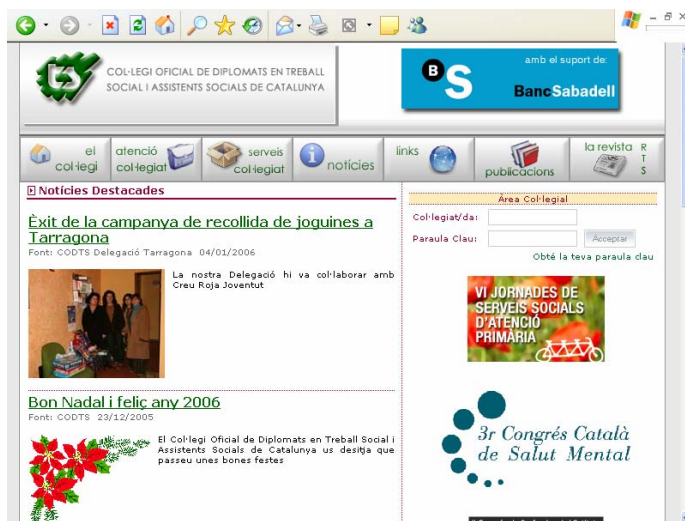 COL·LEGI OFICIAL DE DIPLOMATS EN TREBALL
SOCIAL I ASSISTENTS SOCIALS DE CATALUNYA
amb el suport de:
BS
BancSabadell
el
col·legi
atenció
col·legiat
serveis
col·legiat
notícies
links
publicacions
la revista
RTS
Notícies Destacades
Èxit de la campanya de recollida de joguines a
Tarragona
Font: CODTS Delegació Tarragona 04/01/2006
La nostra Delegació hi va col·laborar amb
Creu Roja Joventut
Bon Nadal i feliç any 2006
Font: CODTS 23/12/2005
El Col·legi Oficial de Diplomats en Treball Social i
Assistents Socials de Catalunya us desitja que
passeu unes bones festes
Àrea Col·legial
Col·legiat/da:
Paraula Clau:
Acceptar
Obté la teva paraula clau
VI JORNADES DE
SERVEIS SOCIALS
D'ATENCIÓ
PRIMÀRIA
3r Congrés Català
de Salut Mental